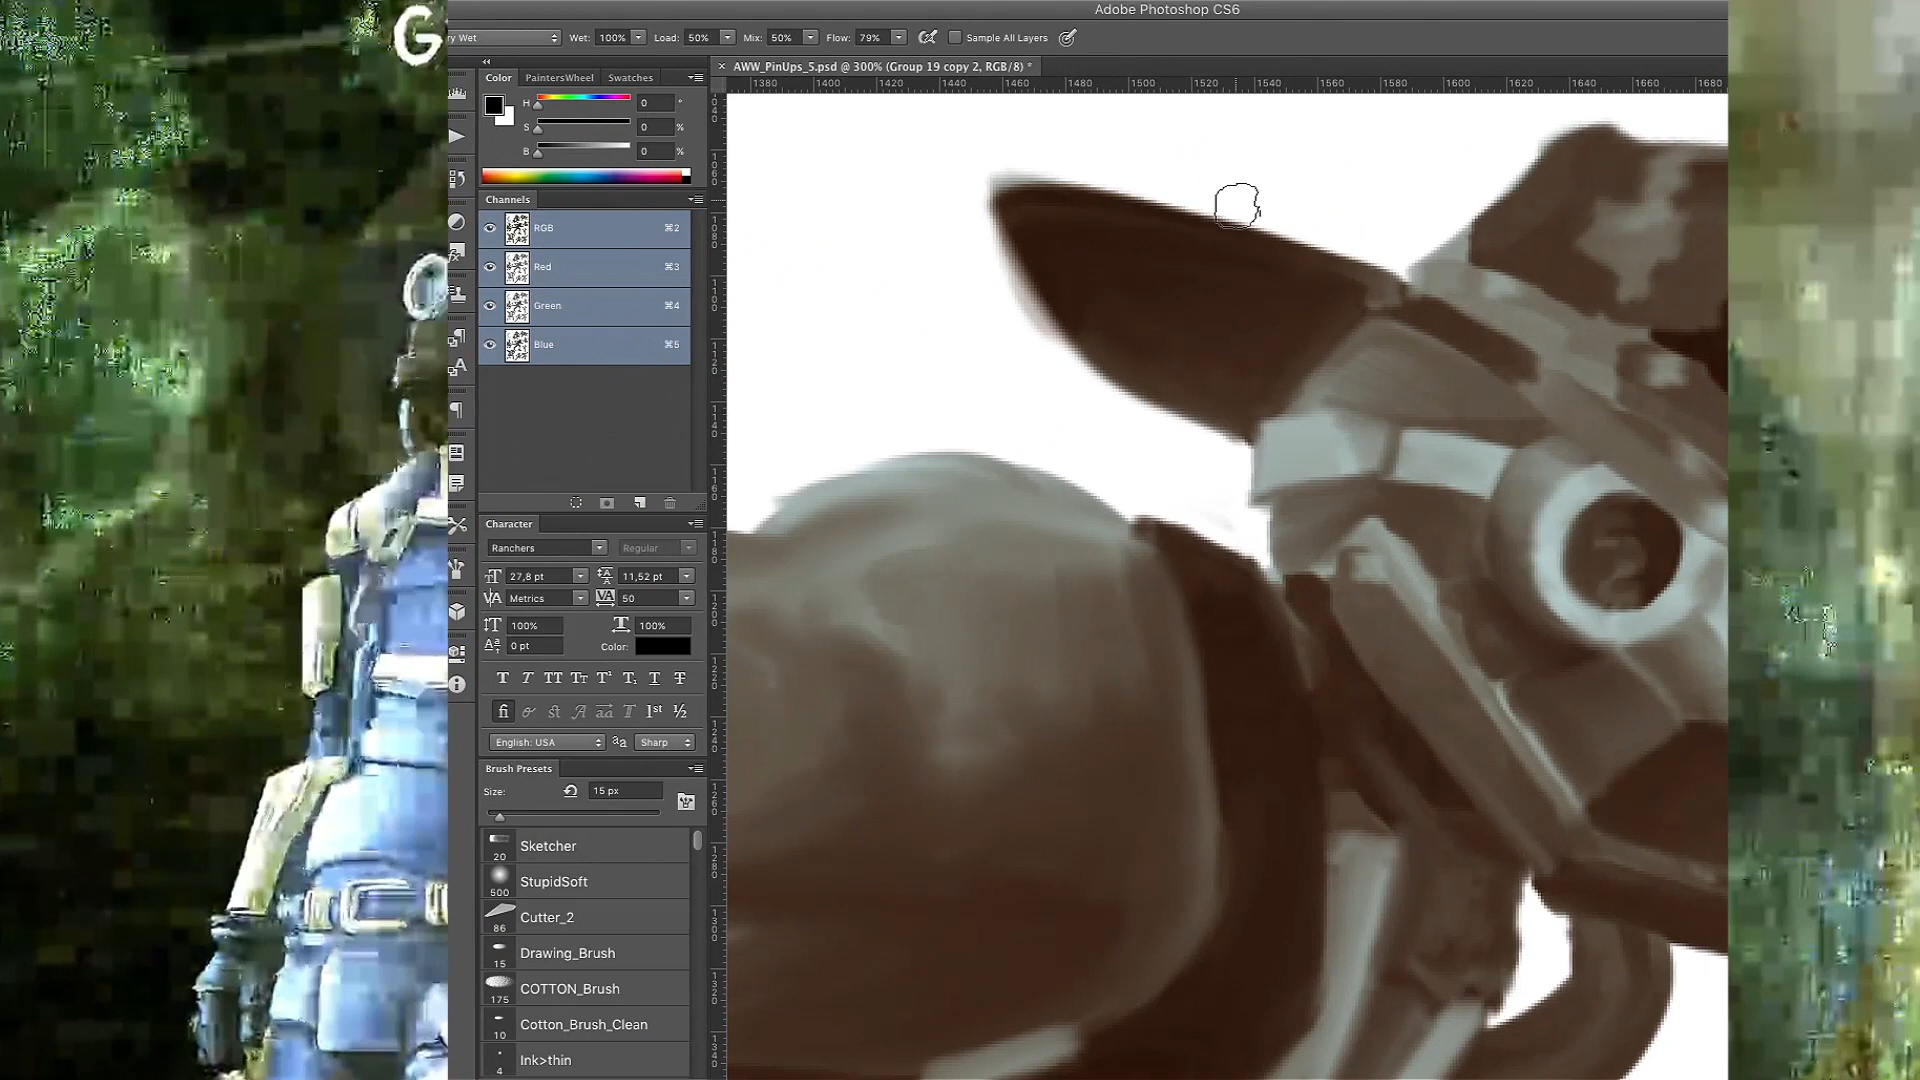 G
Adobe Photoshop CS6
ry Wet Wet: 100% Load: 50% Mix: 50% Flow: 79% Sample All Layers
AWW_PinUps_5.psd @ 300% (Group 19 copy 2, RGB/8) *
1380 1400 1420 1440 1460 1480 1500 1520 1540 1560 1580 1600 1620 1640 1660 1680
Color PaintersWheel Swatches
H 0 °
S 0 %
B 0 %
Channels
RGB ⌘2
Red ⌘3
Green ⌘4
Blue ⌘5
Character
Ranchers Regular
27,8 pt 11,52 pt
Metrics 50
100% 100%
0 pt Color:
English: USA aa Sharp
Brush Presets
Size: 15 px
20 Sketcher
500 StupidSoft
86 Cutter_2
15 Drawing_Brush
175 COTTON_Brush
10 Cotton_Brush_Clean
4 Ink>thin